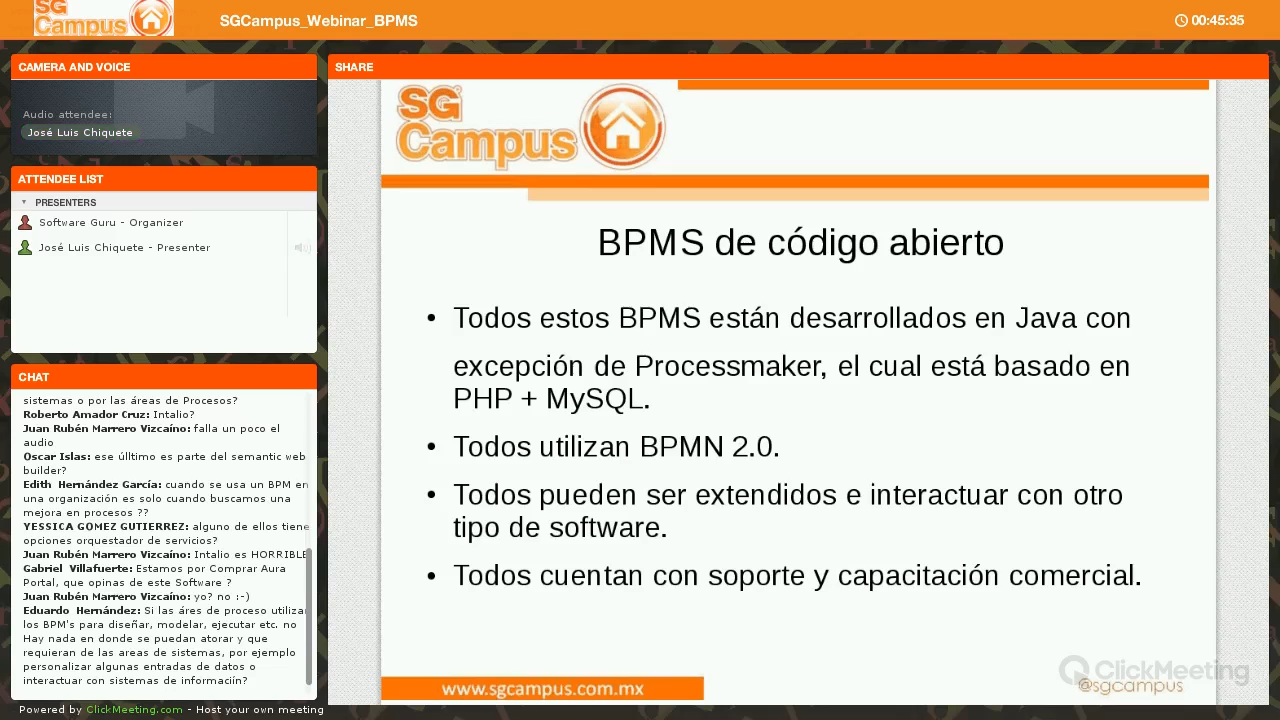 SG Campus
SGCampus_Webinar_BPMS
00:45:35
CAMERA AND VOICE
Audio attendee:
José Luis Chiquete
ATTENDEE LIST
PRESENTERS
Software Guru - Organizer
José Luis Chiquete - Presenter
CHAT
sistemas o por las áreas de Procesos?
Roberto Amador Cruz: Intalio?
Juan Rubén Marrero Vizcaíno: falla un poco el
audio
Oscar Islas: ese úlltimo es parte del semantic web
builder?
Edith Hernández García: cuando se usa un BPM en
una organización es solo cuando buscamos una
mejora en procesos ??
YESSICA GOMEZ GUTIERREZ: alguno de ellos tiene
opciones orquestador de servicios?
Juan Rubén Marrero Vizcaíno: Intalio es HORRIBLE
Gabriel Villafuerte: Estamos por Comprar Aura
Portal, que opinas de este Software ?
Juan Rubén Marrero Vizcaíno: yo? no :-)
Eduardo Hernández: Si las áres de proceso utilizan
los BPM's para diseñar, modelar, ejecutar etc. no
Hay nada en donde se puedan atorar y que
requieran de las areas de sistemas, por ejemplo
personalizar algunas entradas de datos o
interactuar con sistemas de informaciín?
Powered by ClickMeeting.com - Host your own meeting
SHARE
SG
Campus
BPMS de código abierto
• Todos estos BPMS están desarrollados en Java con
excepción de Processmaker, el cual está basado en
PHP + MySQL.
• Todos utilizan BPMN 2.0.
• Todos pueden ser extendidos e interactuar con otro
tipo de software.
• Todos cuentan con soporte y capacitación comercial.
www.sgcampus.com.mx
ClickMeeting
@sgcampus